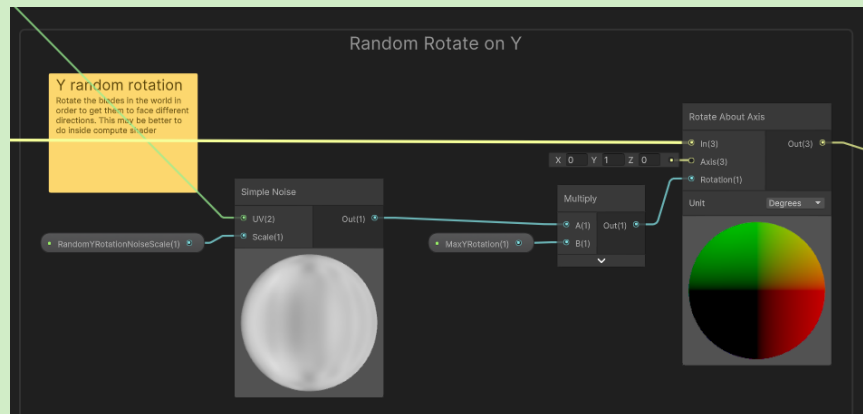 Random Rotate on Y
Y random rotation
Rotate the blades in the world in
order to get them to face different
directions. This may be better to
do inside compute shader
Rotate About Axis
In(3)
Out(3)
X 0 Y 1 Z 0
Axis(3)
Rotation(1)
Unit
Degrees
Simple Noise
UV(2)
Out(1)
Scale(1)
RandomYRotationNoiseScale(1)
Multiply
A(1)
Out(1)
B(1)
MaxYRotation(1)